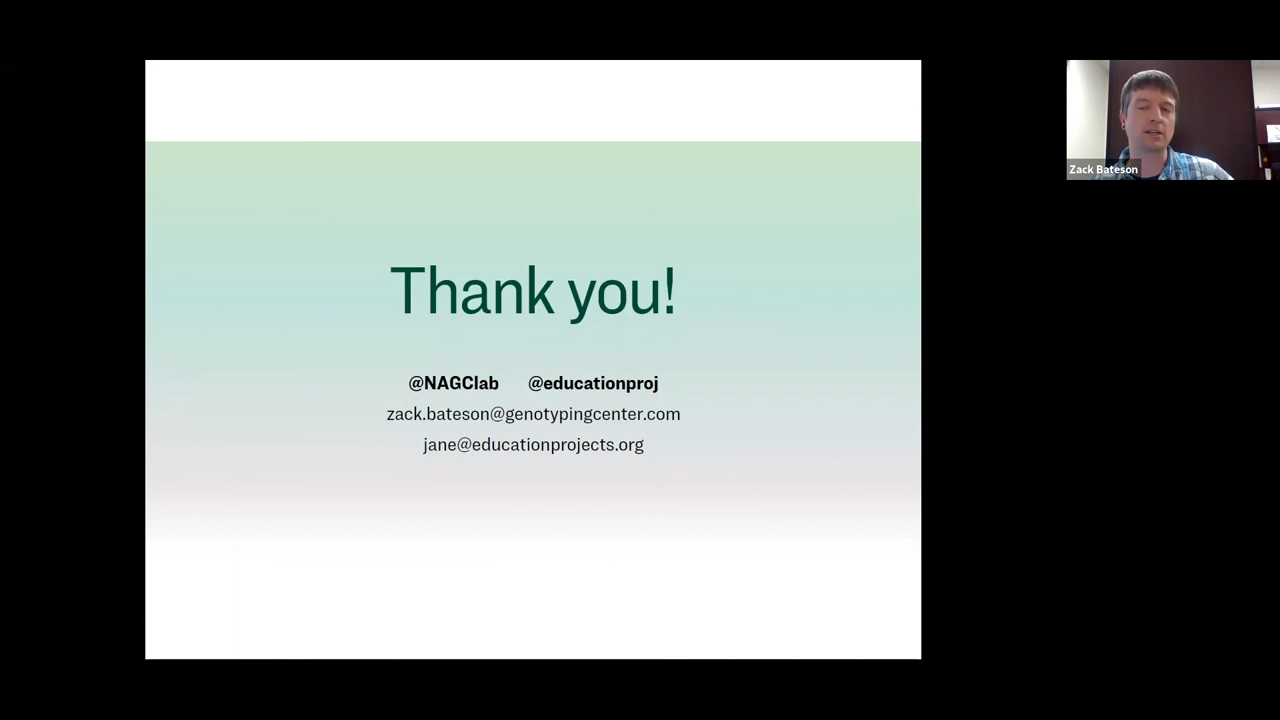 Thank you!
@NAGClab @educationproj
zack.bateson@genotypingcenter.com
jane@educationprojects.org
Zack Bateson